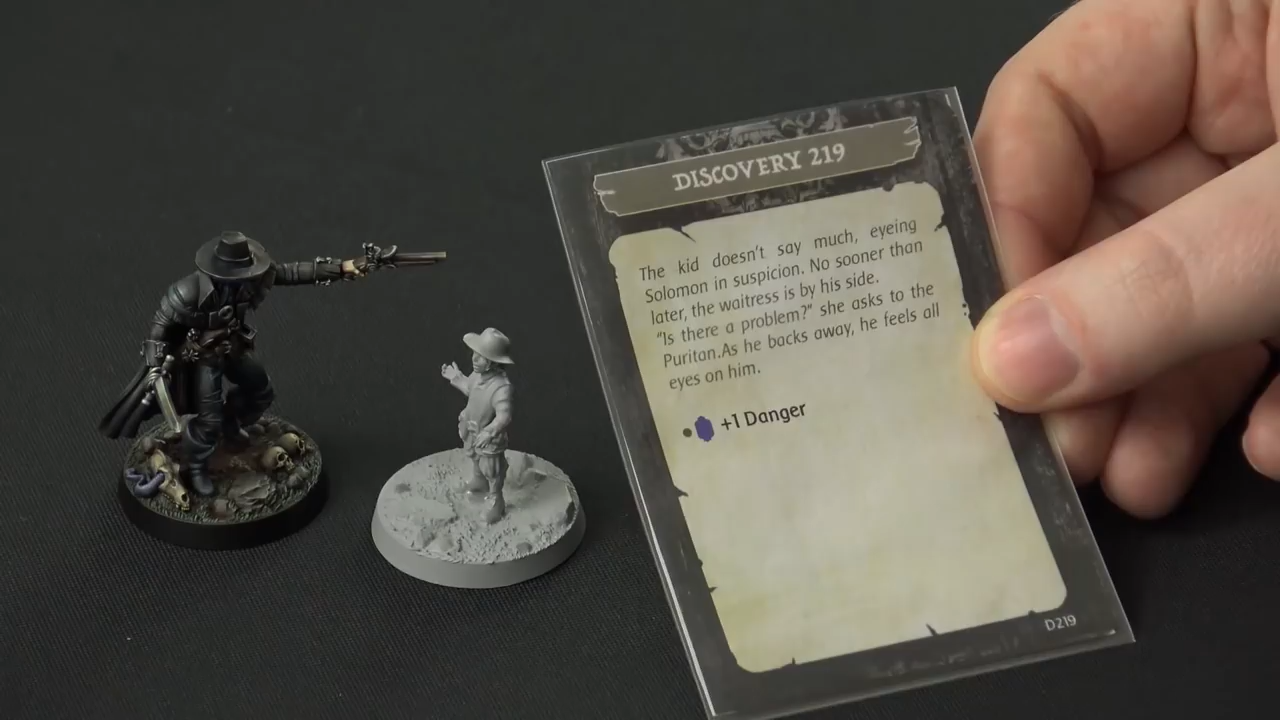 DISCOVERY 219
The kid doesn't say much, eyeing
Solomon in suspicion. No sooner than
later, the waitress is by his side.
"Is there a problem?" she asks to the
Puritan.As he backs away, he feels all
eyes on him.
• +1 Danger
D219